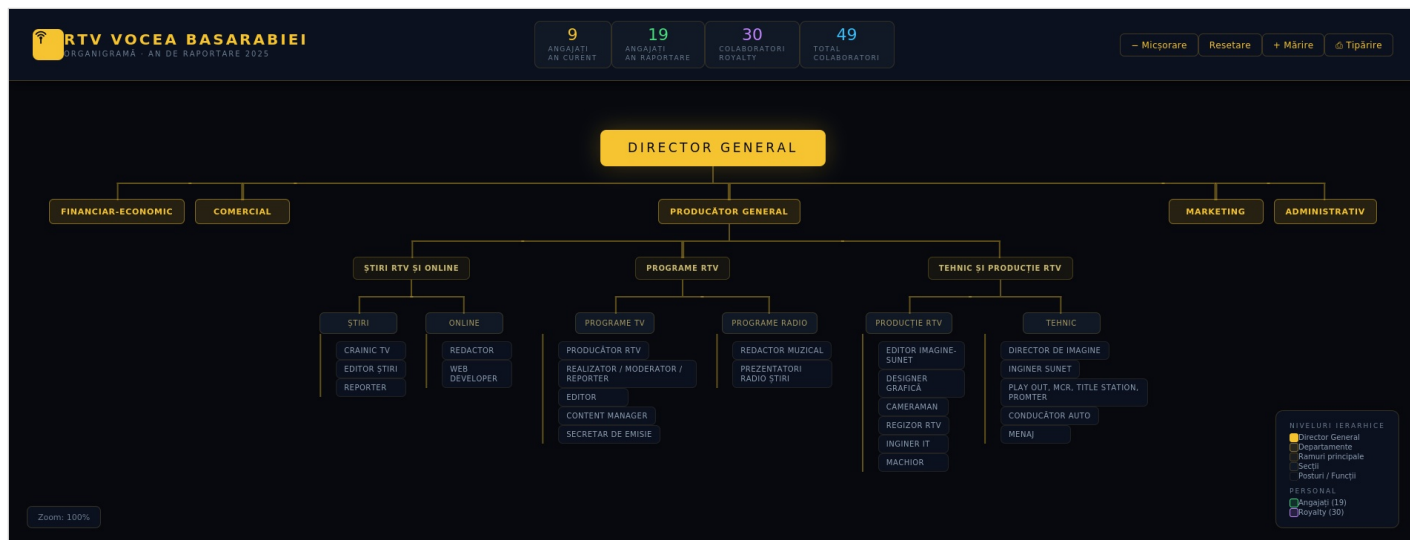 RTV VOCEA BASARABIEI
ORGANIGRAMĂ · AN DE RAPORTARE 2025
9
ANGAJAȚI
AN CURENT
19
ANGAJAȚI
AN RAPORTARE
30
COLABORATORI
ROYALTY
49
TOTAL
COLABORATORI
− Micșorare
Resetare
+ Mărire
⎙ Tipărire
DIRECTOR GENERAL
FINANCIAR-ECONOMIC
COMERCIAL
PRODUCĂTOR GENERAL
MARKETING
ADMINISTRATIV
ȘTIRI RTV ȘI ONLINE
PROGRAME RTV
TEHNIC ȘI PRODUCȚIE RTV
ȘTIRI
ONLINE
PROGRAME TV
PROGRAME RADIO
PRODUCȚIE RTV
TEHNIC
CRAINIC TV
EDITOR ȘTIRI
REPORTER
REDACTOR
WEB
DEVELOPER
PRODUCĂTOR RTV
REALIZATOR / MODERATOR /
REPORTER
EDITOR
CONTENT MANAGER
SECRETAR DE EMISIE
REDACTOR MUZICAL
PREZENTATORI
RADIO ȘTIRI
EDITOR IMAGINE-
SUNET
DESIGNER
GRAFICĂ
CAMERAMAN
REGIZOR RTV
INGINER IT
MACHIOR
DIRECTOR DE IMAGINE
INGINER SUNET
PLAY OUT, MCR, TITLE STATION,
PROMTER
CONDUCĂTOR AUTO
MENAJ
NIVELURI IERARHICE
Director General
Departamente
Ramuri principale
Secții
Posturi / Funcții
PERSONAL
Angajați (19)
Royalty (30)
Zoom: 100%